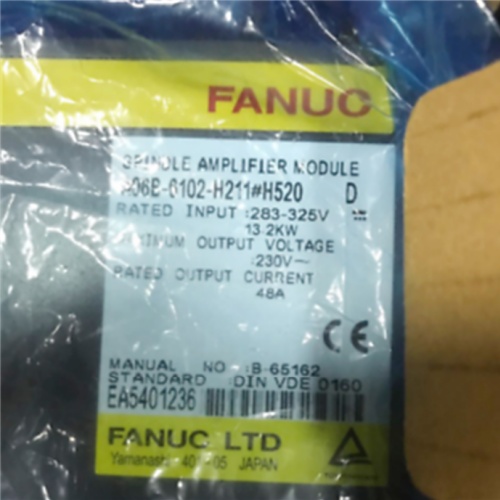 FANUC
SPINDLE AMPLIFIER MODULE
A06B-6102-H211#H520 D
RATED INPUT :283-325V
13.2KW
MAXIMUM OUTPUT VOLTAGE
:230V~
RATED OUTPUT CURRENT
48A
CE
MANUAL NO :B-65162
STANDARD :DIN VDE 0160
EA5401236
FANUC LTD
JAPAN